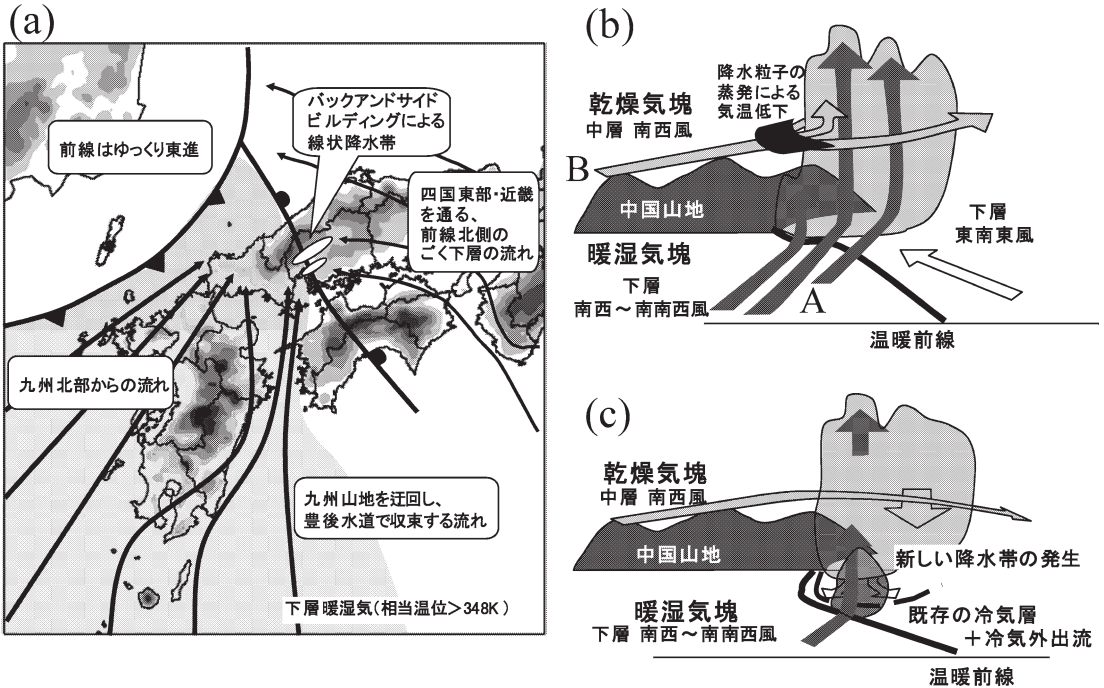 (a)
前線はゆっくり東進
バックアンドサイド
ビルディングによる
線状降水帯
四国東部・近畿
を通る、
前線北側の
ごく下層の流れ
九州北部からの流れ
九州山地を迂回し、
豊後水道で収束する流れ
下層暖湿気(相当温位>348K)
(b)
降水粒子の
蒸発による
気温低下
乾燥気塊
中層 南西風
B
中国山地
暖湿気塊
下層
南西～南南西風
A
下層
東南東風
温暖前線
(c)
乾燥気塊
中層 南西風
中国山地
新しい降水帯の発生
暖湿気塊
下層 南西～南南西風
既存の冷気層
＋冷気外出流
温暖前線